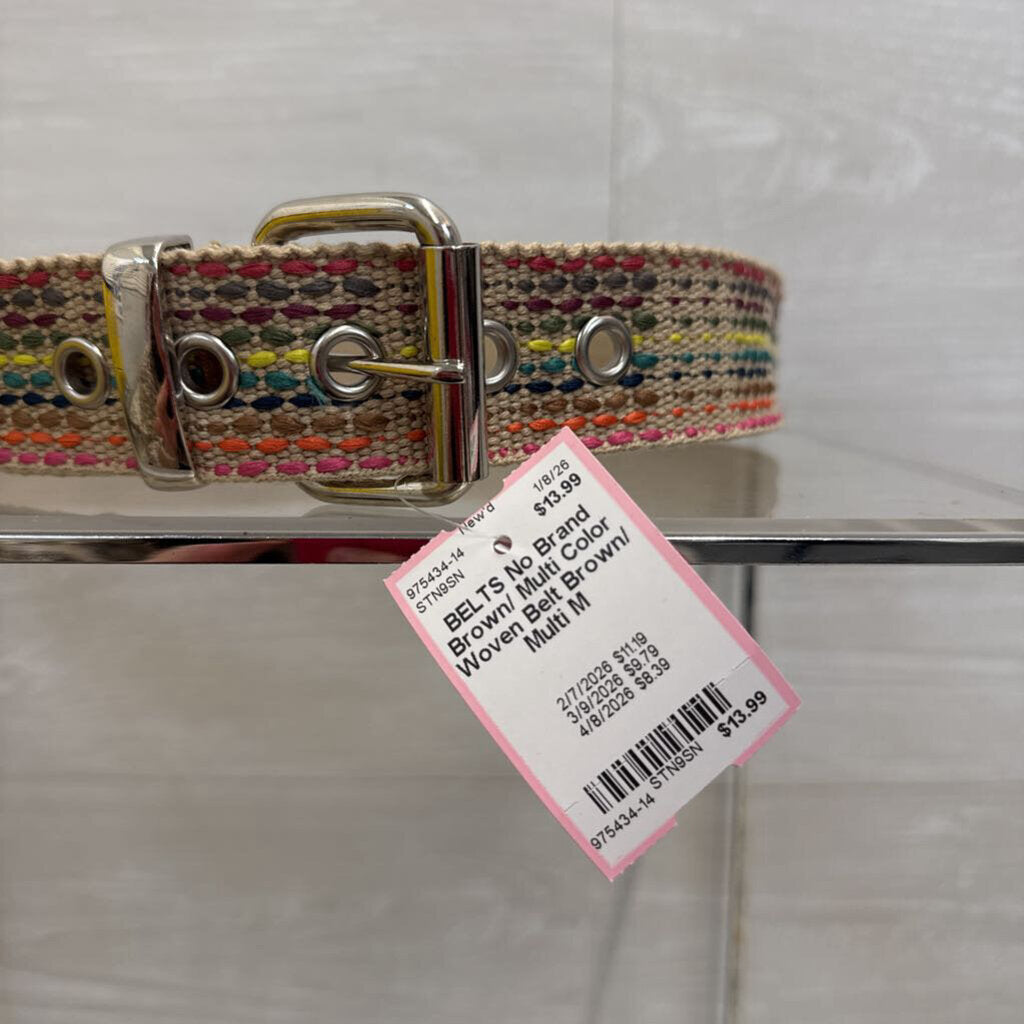 New'd
1/8/26
975434-14
STN9SN
$13.99
BELTS No Brand
Brown/ Multi Color
Woven Belt Brown/
Multi M
2/7/2026 $11.19
3/9/2026 $9.79
4/8/2026 $8.39
975434-14 STN9SN $13.99